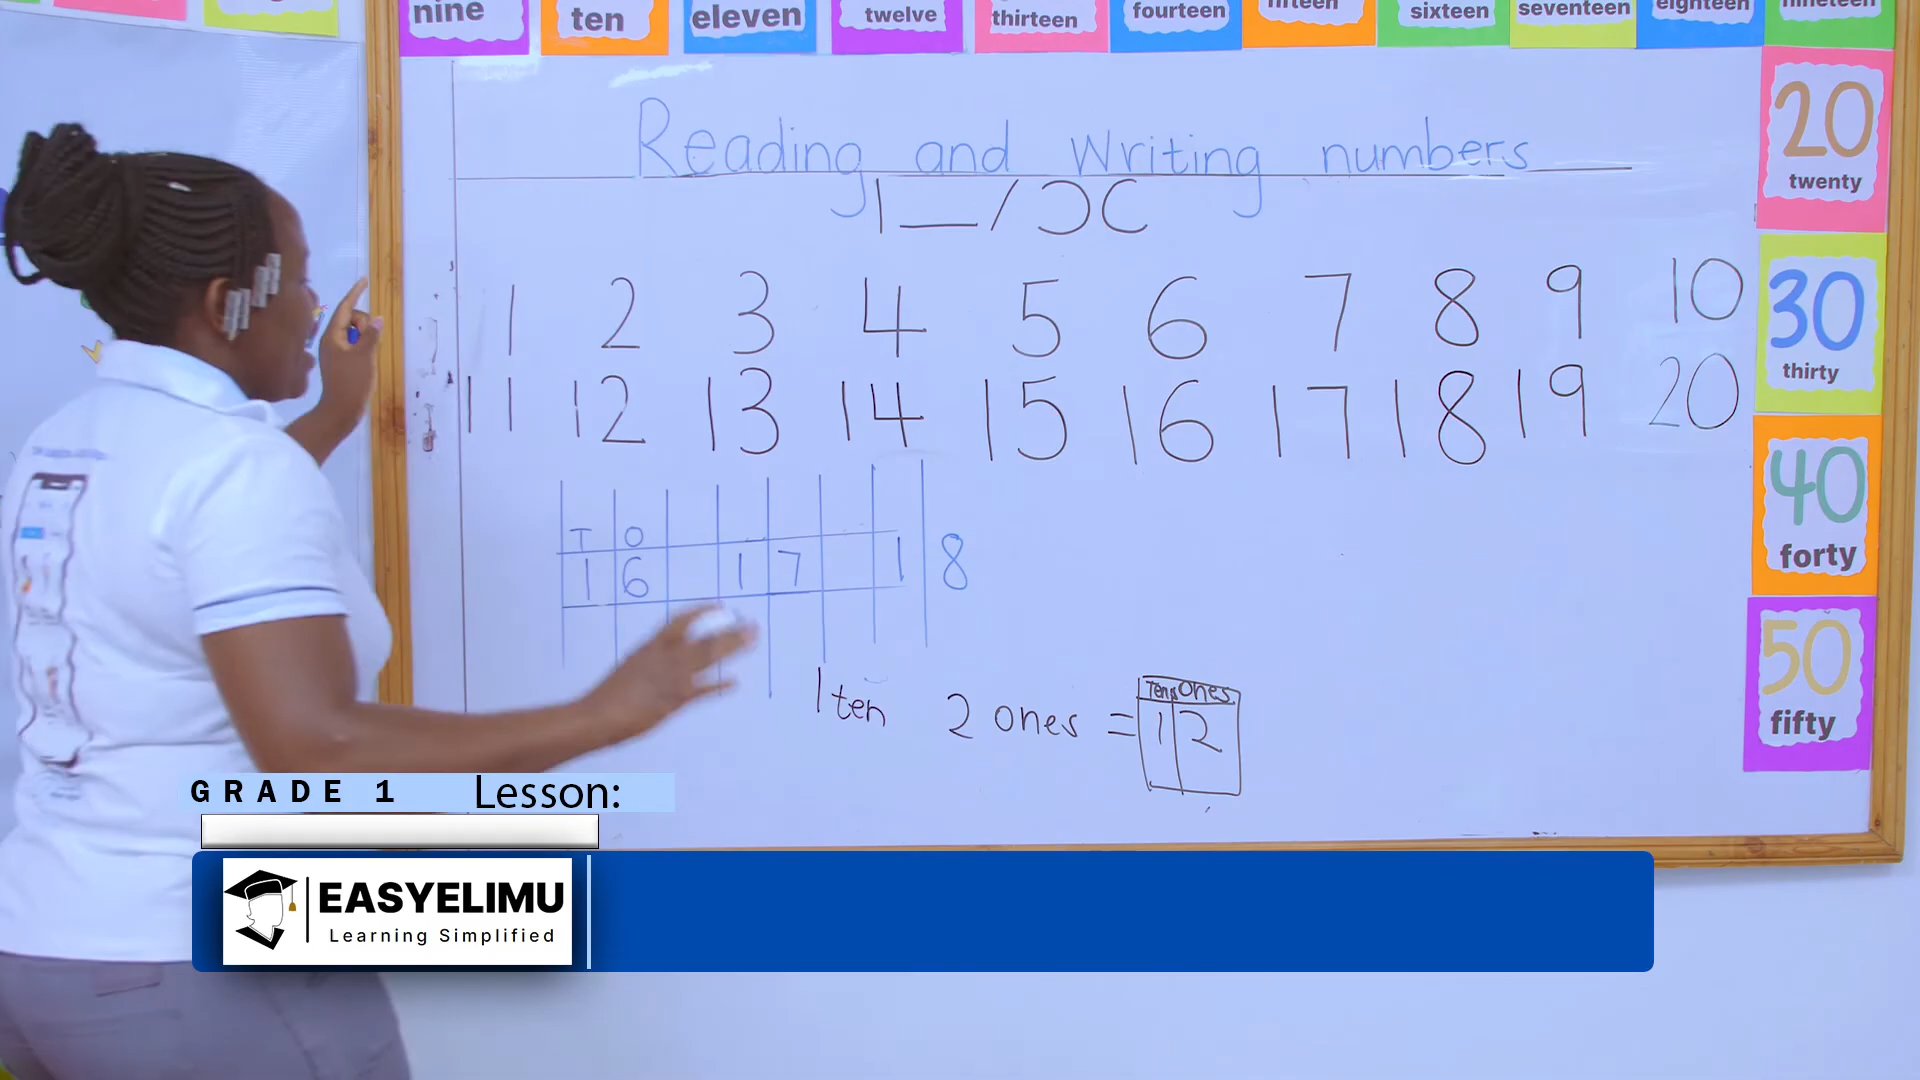 nine ten eleven twelve thirteen fourteen fifteen sixteen seventeen eighteen nineteen
Reading and Writing numbers
1 2 3 4 5 6 7 8 9 10
11 12 13 14 15 16 17 18 19 20
T O
1 6 1 7 1 8
1 ten 2 ones =
Tens Ones
1 2
20
twenty
30
thirty
40
forty
50
fifty
GRADE 1 Lesson:
EASYELIMU
Learning Simplified